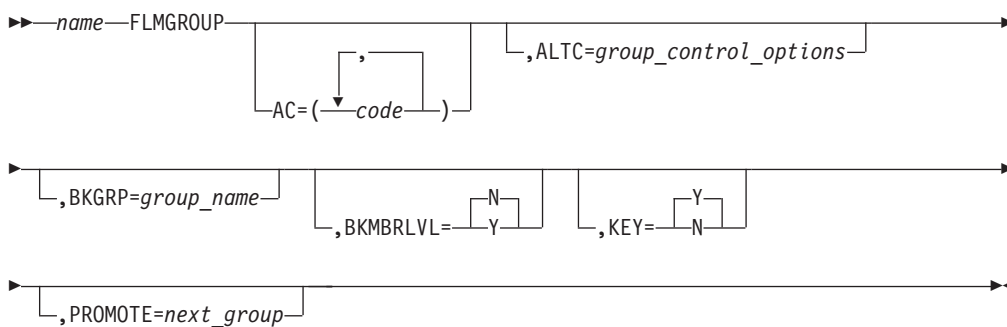 name FLMGROUP
,
AC=( code )
,ALTC=group_control_options
,BKGRP=group_name
,BKMBRLVL=
N
Y
,KEY=
Y
N
,PROMOTE=next_group